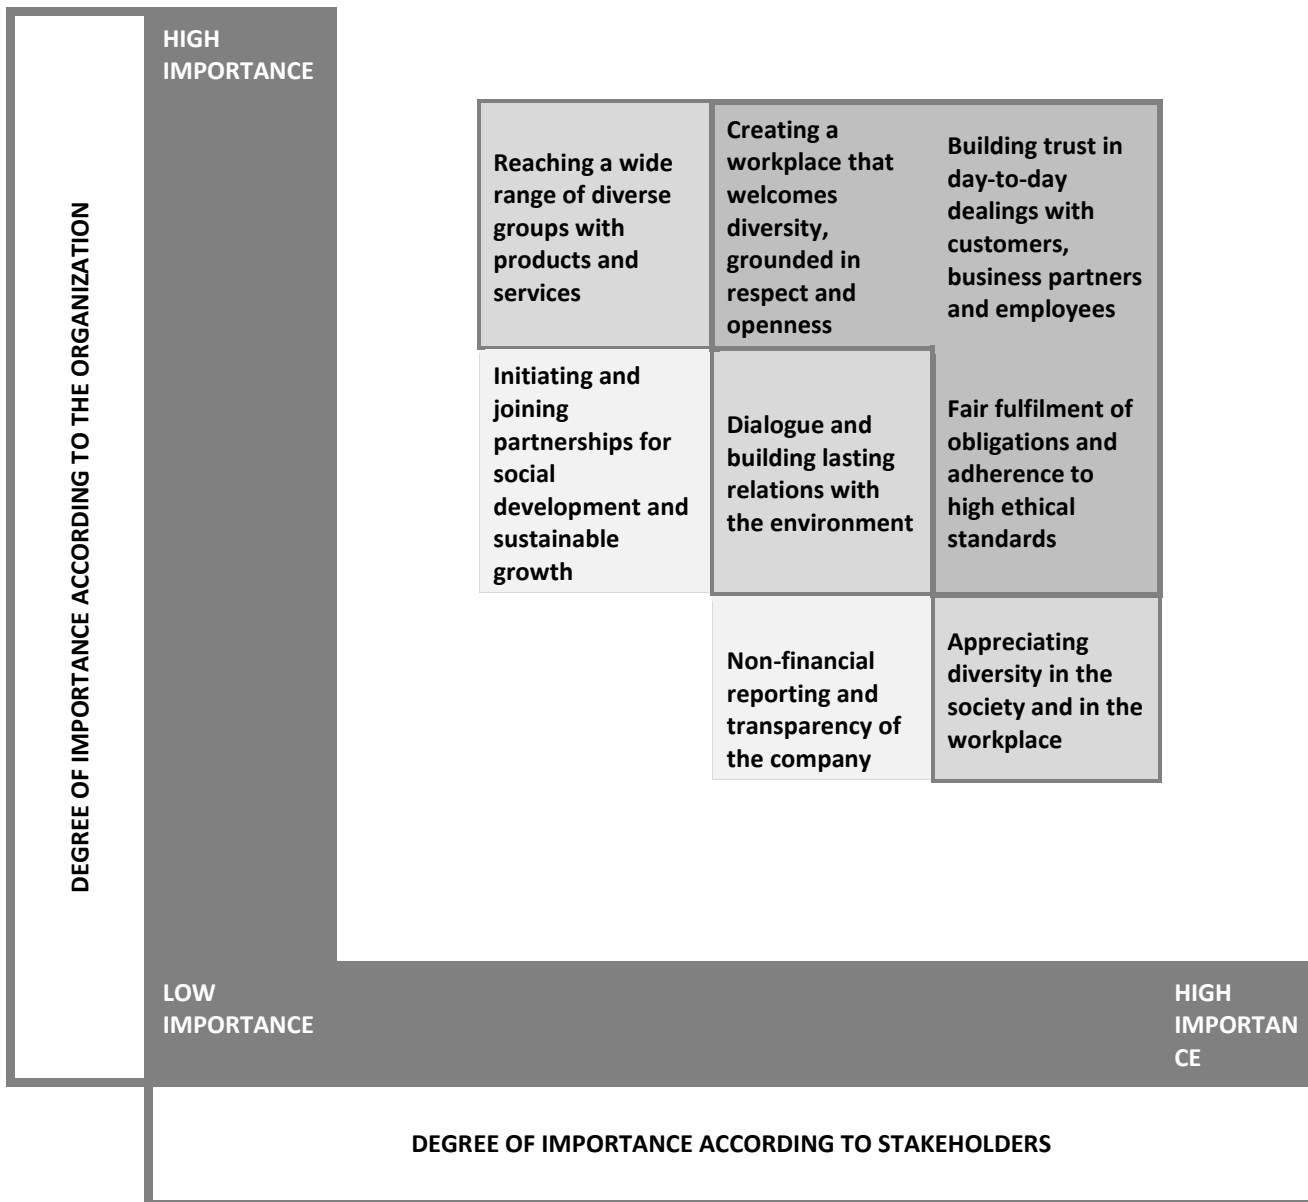 HIGH
IMPORTANCE
DEGREE OF IMPORTANCE ACCORDING TO THE ORGANIZATION
Reaching a wide
range of diverse
groups with
products and
services
Creating a
workplace that
welcomes
diversity,
grounded in
respect and
openness
Building trust in
day-to-day
dealings with
customers,
business partners
and employees
Initiating and
joining
partnerships for
social
development and
sustainable
growth
Dialogue and
building lasting
relations with
the environment
Fair fulfilment of
obligations and
adherence to
high ethical
standards
Non-financial
reporting and
transparency of
the company
Appreciating
diversity in the
society and in the
workplace
LOW
IMPORTANCE
HIGH
IMPORTAN
CE
DEGREE OF IMPORTANCE ACCORDING TO STAKEHOLDERS